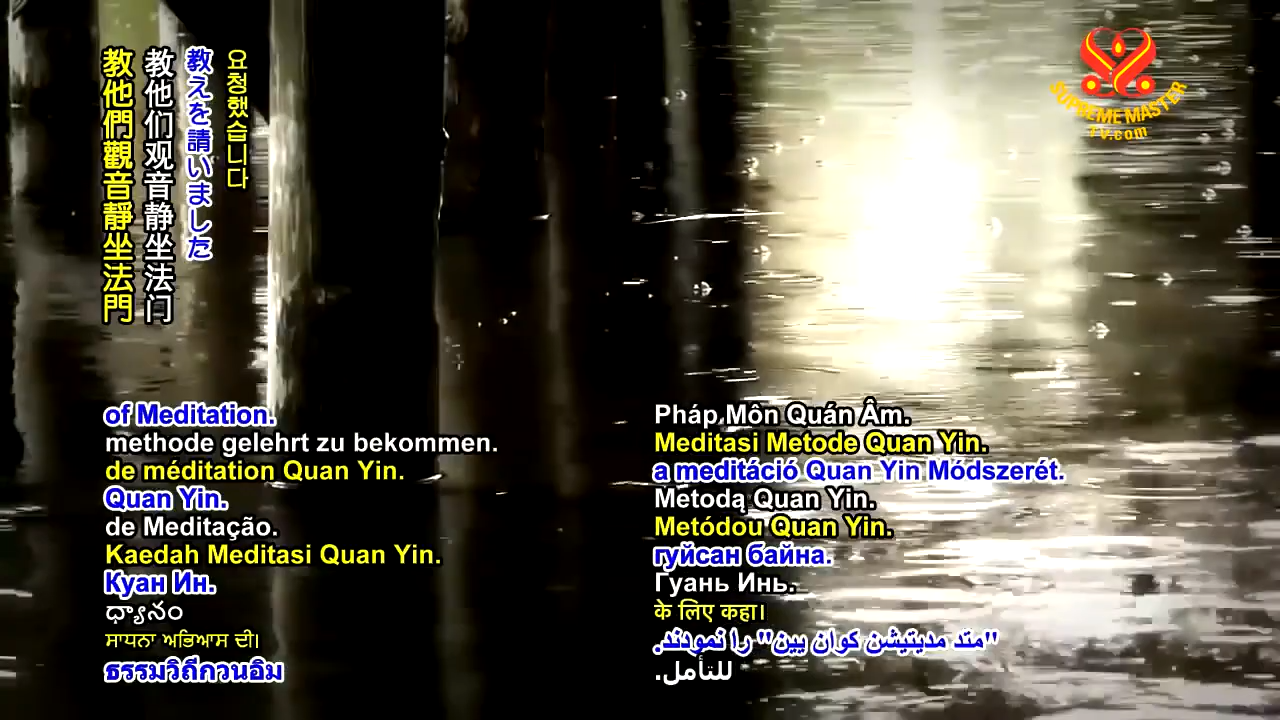 요청했습니다
教えを請いました
教他们观音静坐法门
教他們觀音靜坐法門
SUPREME MASTER
TV.com
of Meditation.
methode gelehrt zu bekommen.
de méditation Quan Yin.
Quan Yin.
de Meditação.
Kaedah Meditasi Quan Yin.
Куан Ин.
ధ్యానం
ਸਾਧਨਾ ਅਭਿਆਸ ਦੀ।
ธรรมวิถีกวนอิม
Pháp Môn Quán Âm.
Meditasi Metode Quan Yin.
a meditáció Quan Yin Módszerét.
Metodą Quan Yin.
Metódou Quan Yin.
гуйсан байна.
Гуань Инь.
के लिए कहा।
"متد مدیتیشن کوان یین" را نمودند.
للتأمل.